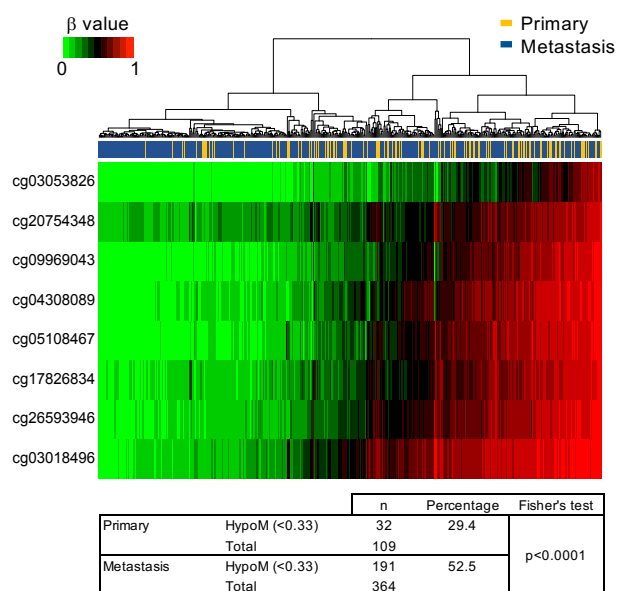 β value
0 1
Primary
Metastasis
cg03053826
cg20754348
cg09969043
cg04308089
cg05108467
cg17826834
cg26593946
cg03018496
n Percentage Fisher's test
Primary HypoM (<0.33) 32 29.4
Total 109
p<0.0001
Metastasis HypoM (<0.33) 191 52.5
Total 364